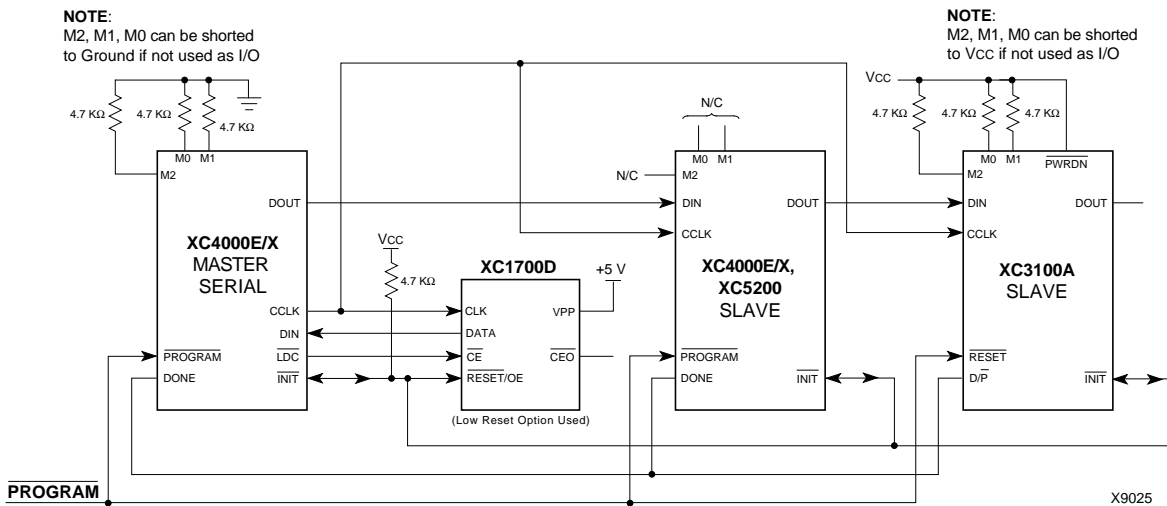 NOTE:
M2, M1, M0 can be shorted
to Ground if not used as I/O
NOTE:
M2, M1, M0 can be shorted
to VCC if not used as I/O
VCC
N/C
4.7 KΩ
4.7 KΩ
4.7 KΩ
4.7 KΩ
4.7 KΩ
4.7 KΩ
M0 M1
M2
DOUT
XC4000E/X
MASTER
SERIAL
CCLK
DIN
LDC
INIT
PROGRAM
DONE
VCC
4.7 KΩ
XC1700D
+5 V
CLK
VPP
DATA
CE
CEO
RESET/OE
(Low Reset Option Used)
M0 M1
N/C
M2
DIN
DOUT
CCLK
XC4000E/X,
XC5200
SLAVE
PROGRAM
DONE
INIT
M0 M1
PWRDN
M2
DIN
DOUT
CCLK
XC3100A
SLAVE
RESET
D/P
INIT
PROGRAM
X9025